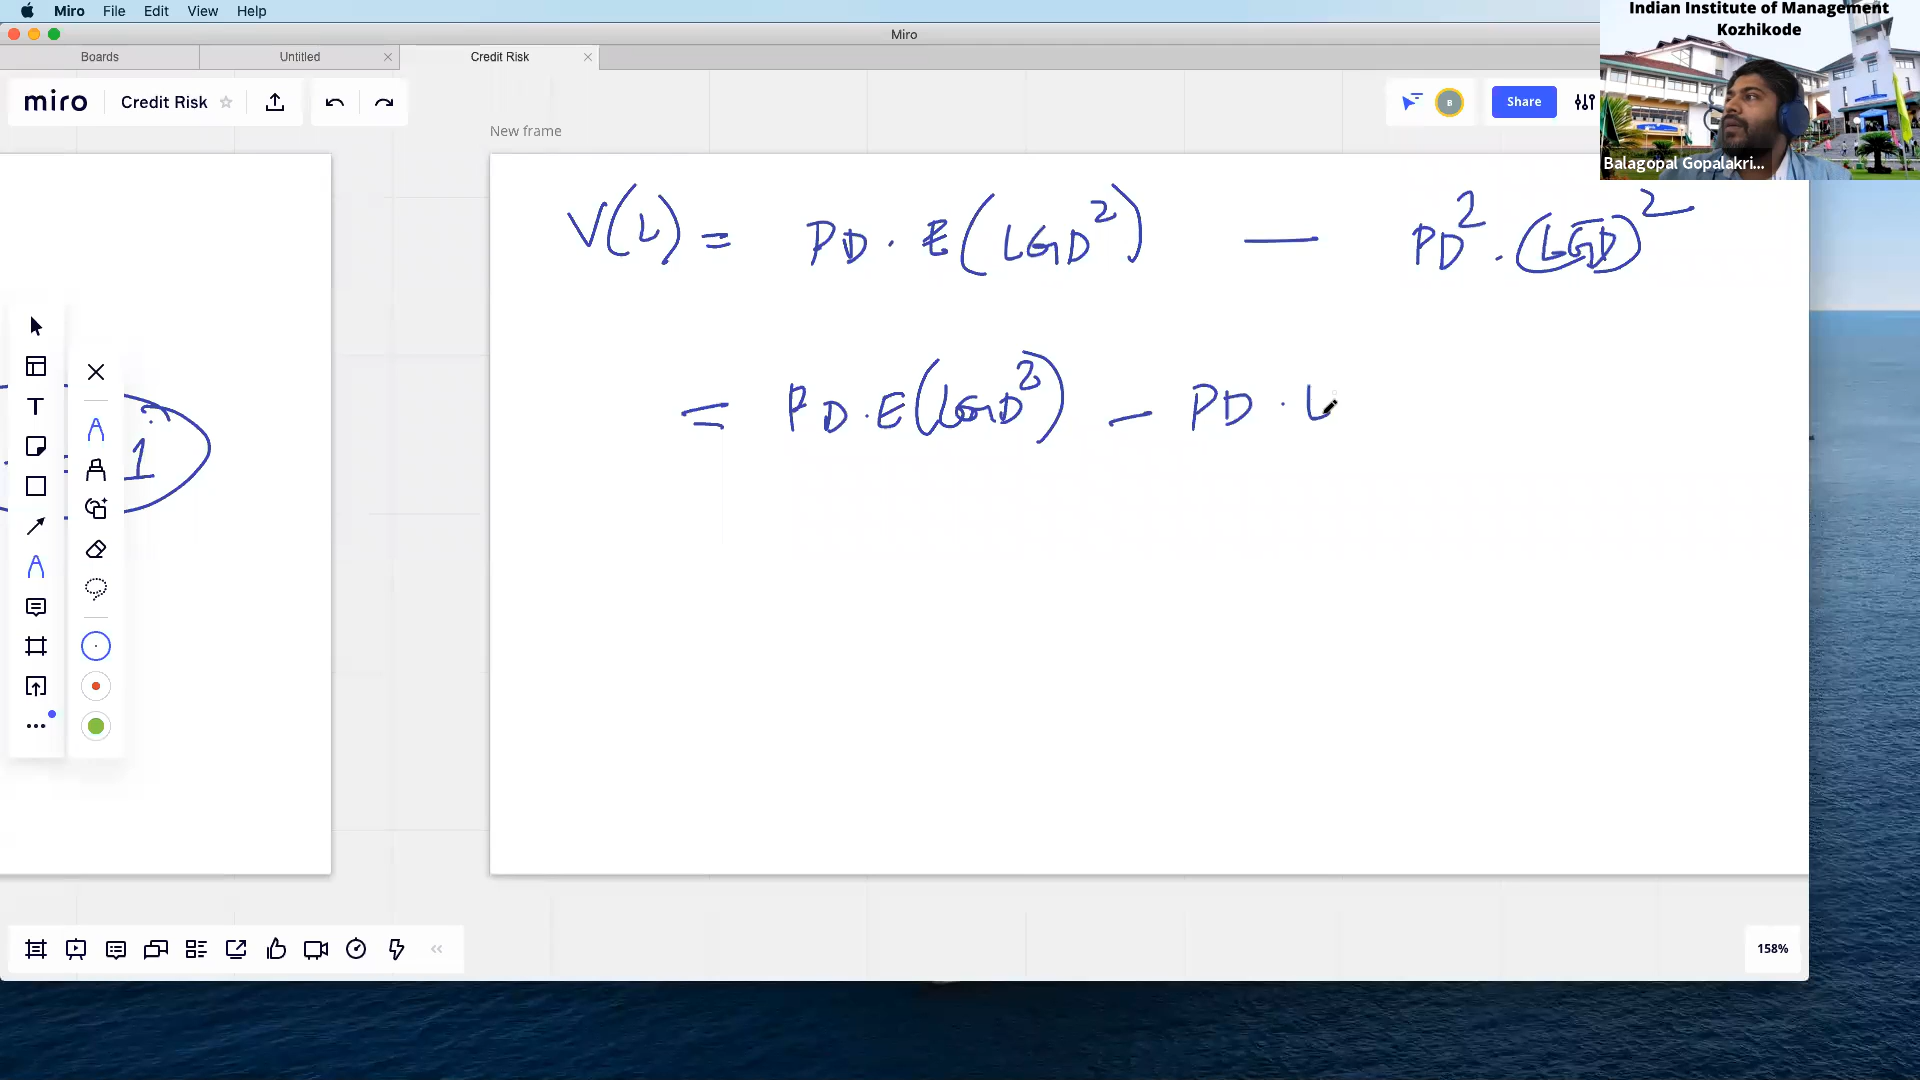 Miro File Edit View Help
Indian Institute of Management
Kozhikode
Miro
Boards Untitled Credit Risk
miro Credit Risk
B Share
New frame
Balagopal Gopalakri...
V(L) = PD · E(LGD²) — PD² · (L̅G̅D̅)²
= PD · E(LGD²) — PD · L
1
T
158%